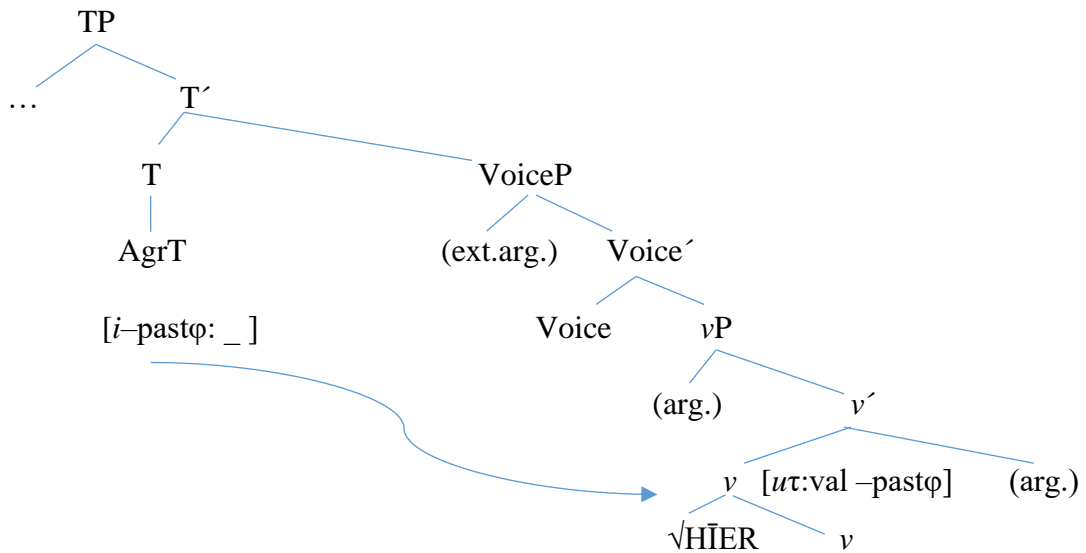 TP
… T´
T VoiceP
AgrT (ext.arg.) Voice´
[i–pastφ: _ ] Voice vP
(arg.) v´
v [uτ:val –pastφ] (arg.)
√HĪER v